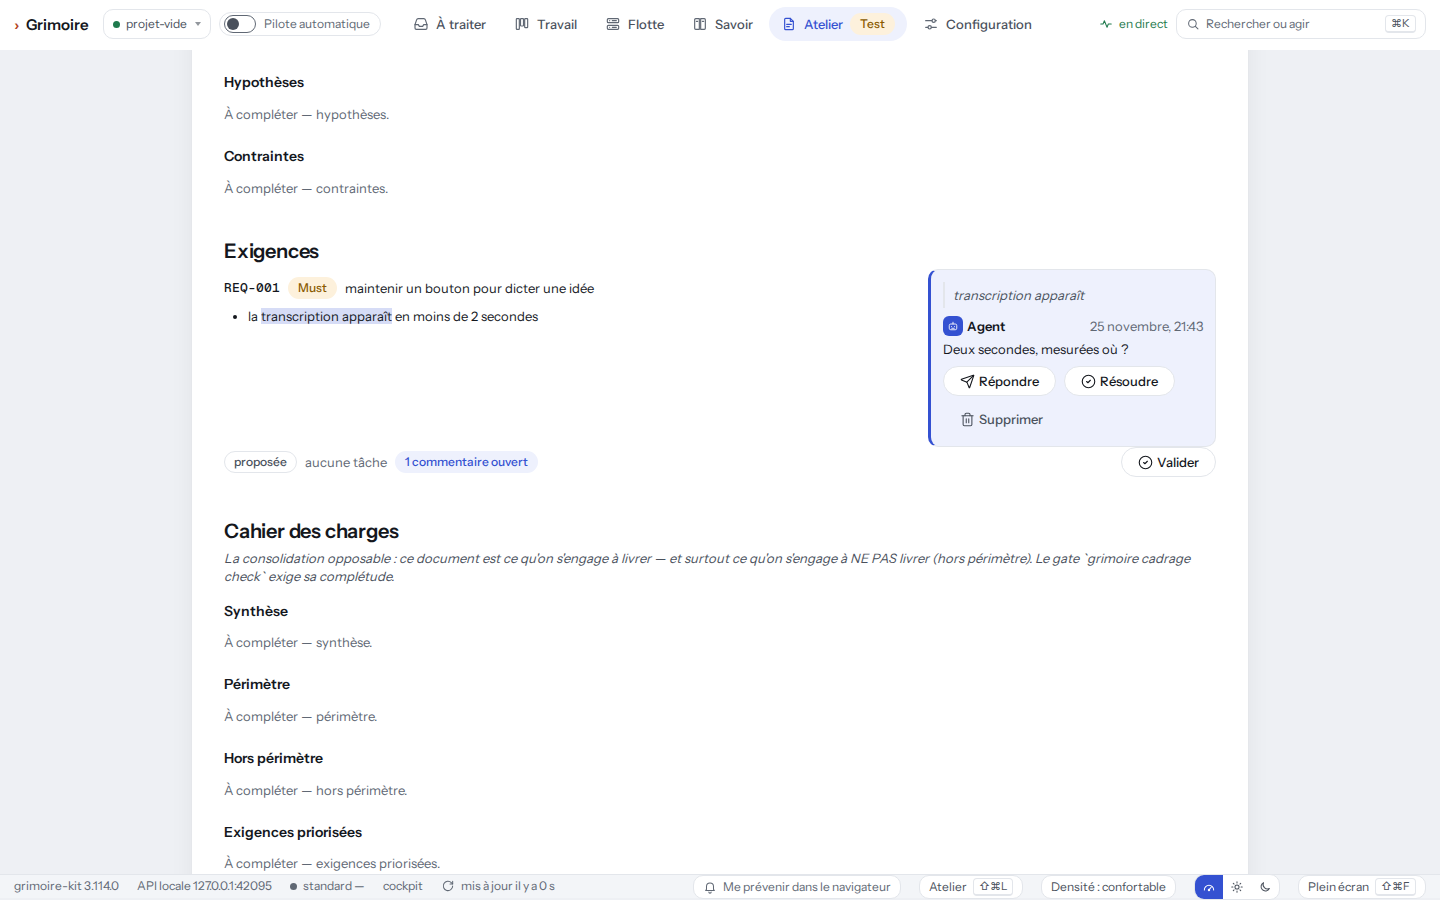 › Grimoire
projet-vide
Pilote automatique
À traiter
Travail
Flotte
Savoir
Atelier
Test
Configuration
en direct
Rechercher ou agir
⌘K
Hypothèses
À compléter — hypothèses.
Contraintes
À compléter — contraintes.
Exigences
REQ-001 Must maintenir un bouton pour dicter une idée
• la transcription apparaît en moins de 2 secondes
transcription apparaît
Agent 25 novembre, 21:43
Deux secondes, mesurées où ?
Répondre Résoudre
Supprimer
proposée aucune tâche 1 commentaire ouvert Valider
Cahier des charges
La consolidation opposable : ce document est ce qu'on s'engage à livrer — et surtout ce qu'on s'engage à NE PAS livrer (hors périmètre). Le gate `grimoire cadrage
check` exige sa complétude.
Synthèse
À compléter — synthèse.
Périmètre
À compléter — périmètre.
Hors périmètre
À compléter — hors périmètre.
Exigences priorisées
À compléter — exigences priorisées.
grimoire-kit 3.114.0 API locale 127.0.0.1:42095 standard — cockpit mis à jour il y a 0 s Me prévenir dans le navigateur Atelier ⇧⌘L Densité : confortable Plein écran ⇧⌘F